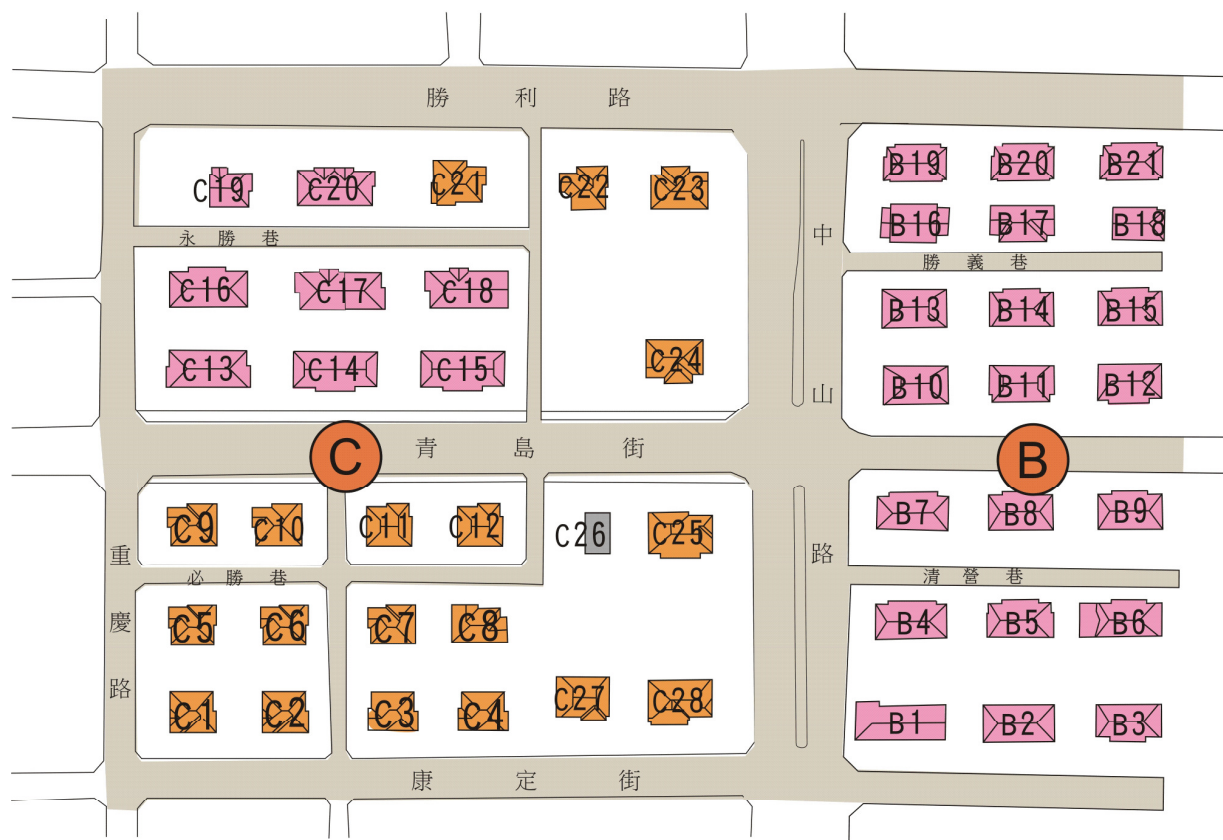 勝利路
C19 C20 C21 C22 C23
B19 B20 B21
B16 B17 B18
永勝巷
勝義巷
C16 C17 C18
B13 B14 B15
C13 C14 C15 C24
B10 B11 B12
中山路
C
青島街
B
C9 C10 C11 C12 C26 C25
B7 B8 B9
必勝巷
清營巷
重慶路
C5 C6 C7 C8
B4 B5 B6
C1 C2 C3 C4 C27 C28
B1 B2 B3
康定街